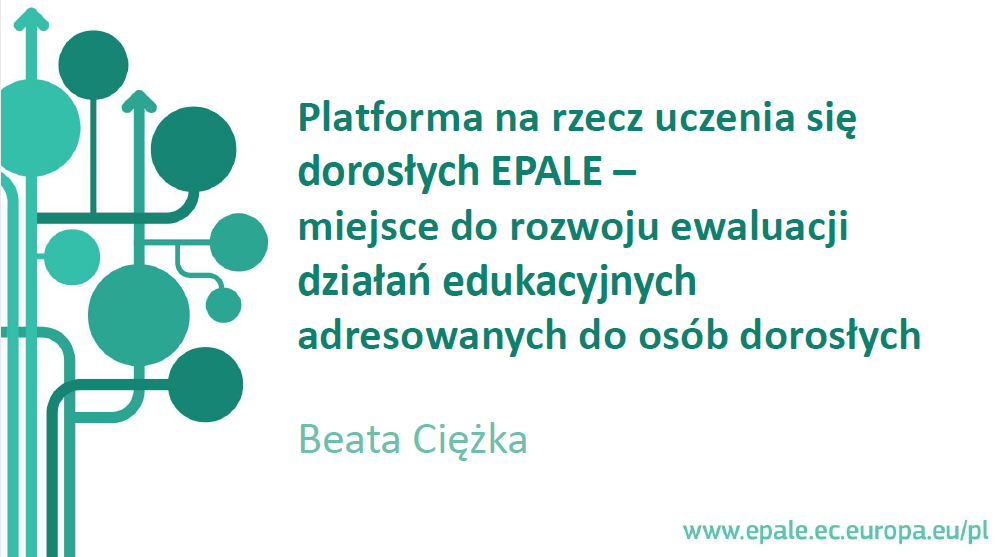 Platforma na rzecz uczenia się
dorosłych EPALE –
miejsce do rozwoju ewaluacji
działań edukacyjnych
adresowanych do osób dorosłych
Beata Ciężka
www.epale.ec.europa.eu/pl